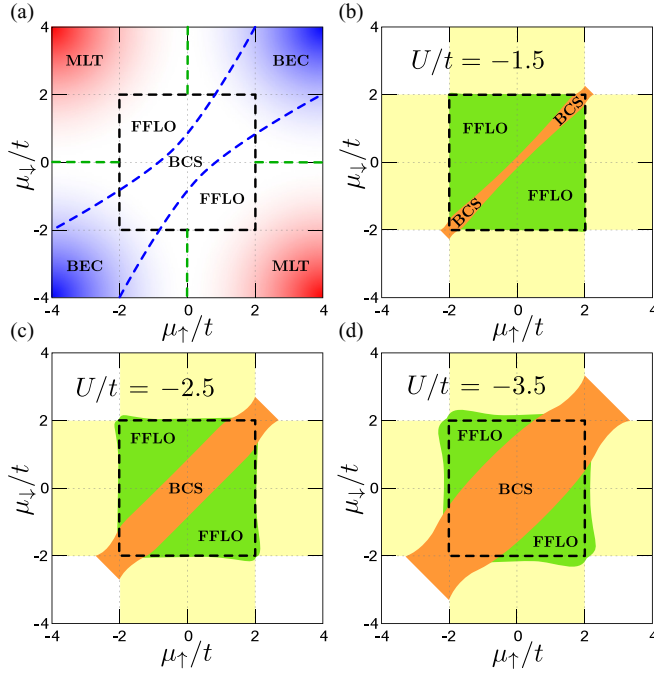 (a)
(b)
MLT
BEC
FFLO
BCS
FFLO
BEC
MLT
4
2
0
-2
-4
-4
-2
0
2
4
μ↓/t
μ↑/t
U/t = −1.5
BCS
FFLO
FFLO
BCS
4
2
0
-2
-4
-4
-2
0
2
4
μ↓/t
μ↑/t
(c)
(d)
U/t = −2.5
FFLO
BCS
FFLO
4
2
0
-2
-4
-4
-2
0
2
4
μ↓/t
μ↑/t
U/t = −3.5
FFLO
BCS
FFLO
4
2
0
-2
-4
-4
-2
0
2
4
μ↓/t
μ↑/t